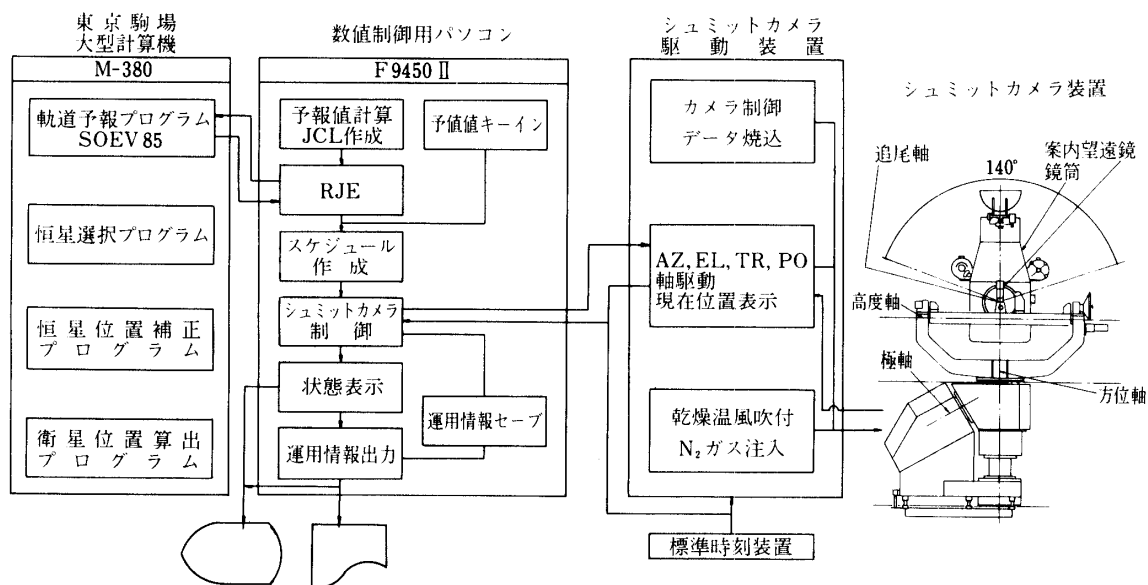 東京駒場
大型計算機
M-380
軌道予報プログラム
SOEV 85
恒星選択プログラム
恒星位置補正
プログラム
衛星位置算出
プログラム
数値制御用パソコン
F 9450 Ⅱ
予報値計算
JCL作成
予値値キーイン
RJE
スケジュール
作成
シュミットカメラ
制御
状態表示
運用情報セーブ
運用情報出力
シュミットカメラ
駆動装置
カメラ制御
データ焼込
AZ, EL, TR, PO
軸駆動
現在位置表示
乾燥温風吹付
N₂ガス注入
標準時刻装置
シュミットカメラ装置
追尾軸
140°
案内望遠鏡
鏡筒
高度軸
極軸
方位軸